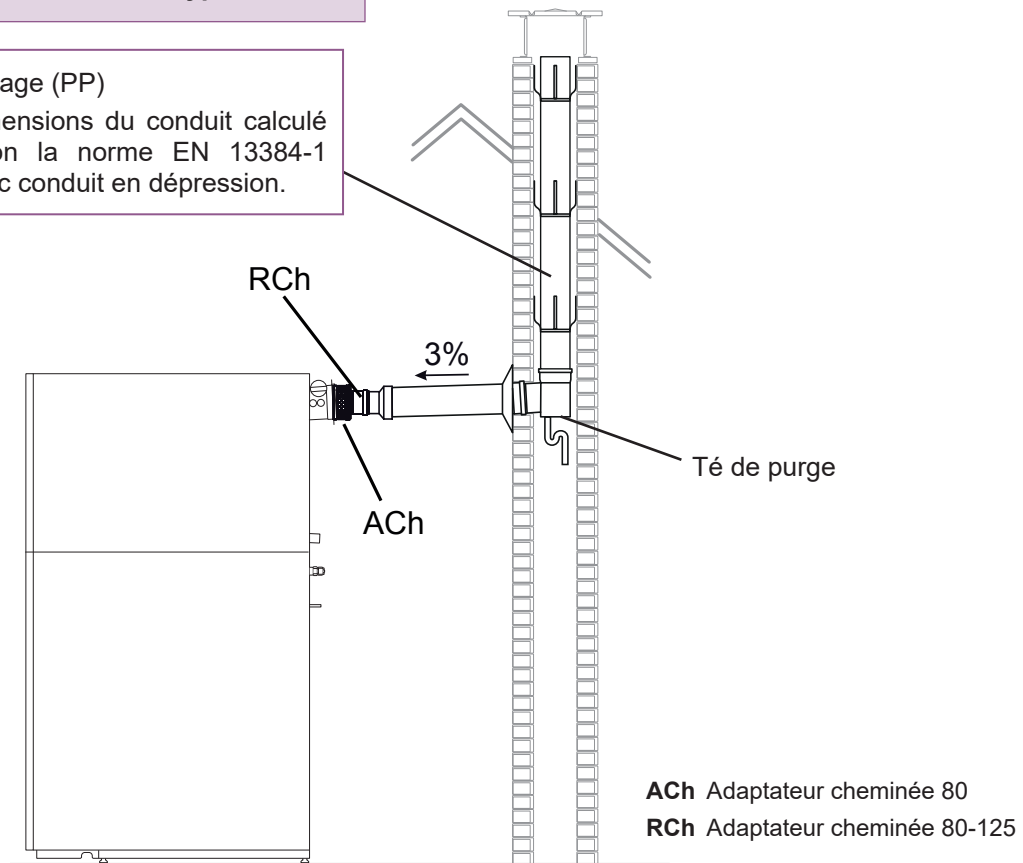 age (PP)
ensions du conduit calculé
on la norme EN 13384-1
c conduit en dépression.
RCh
3%
ACh
Té de purge
ACh Adaptateur cheminée 80
RCh Adaptateur cheminée 80-125